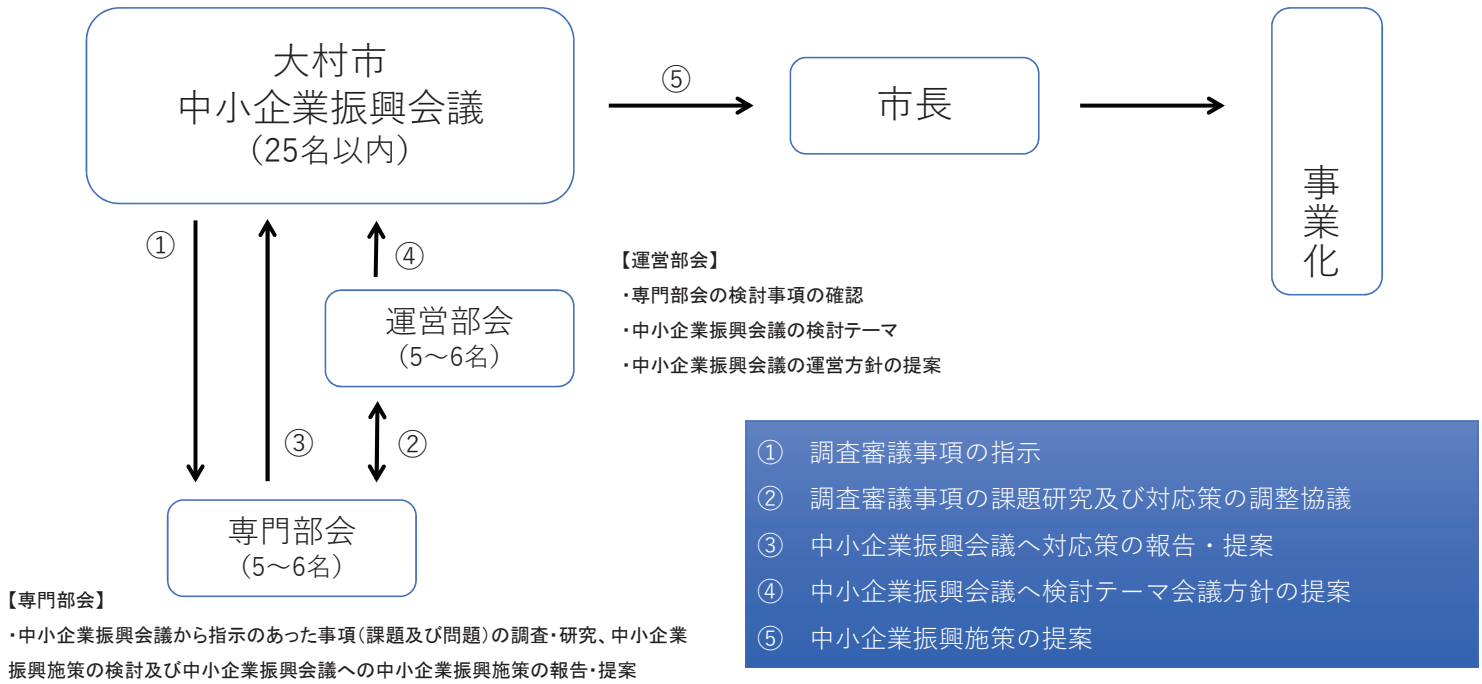 大村市
中小企業振興会議
(25名以内)
⑤
市長
事業化
①
④
運営部会
(5～6名)
【運営部会】
・専門部会の検討事項の確認
・中小企業振興会議の検討テーマ
・中小企業振興会議の運営方針の提案
③
②
専門部会
(5～6名)
【専門部会】
・中小企業振興会議から指示のあった事項(課題及び問題)の調査・研究、中小企業
振興施策の検討及び中小企業振興会議への中小企業振興施策の報告・提案
① 調査審議事項の指示
② 調査審議事項の課題研究及び対応策の調整協議
③ 中小企業振興会議へ対応策の報告・提案
④ 中小企業振興会議へ検討テーマ会議方針の提案
⑤ 中小企業振興施策の提案